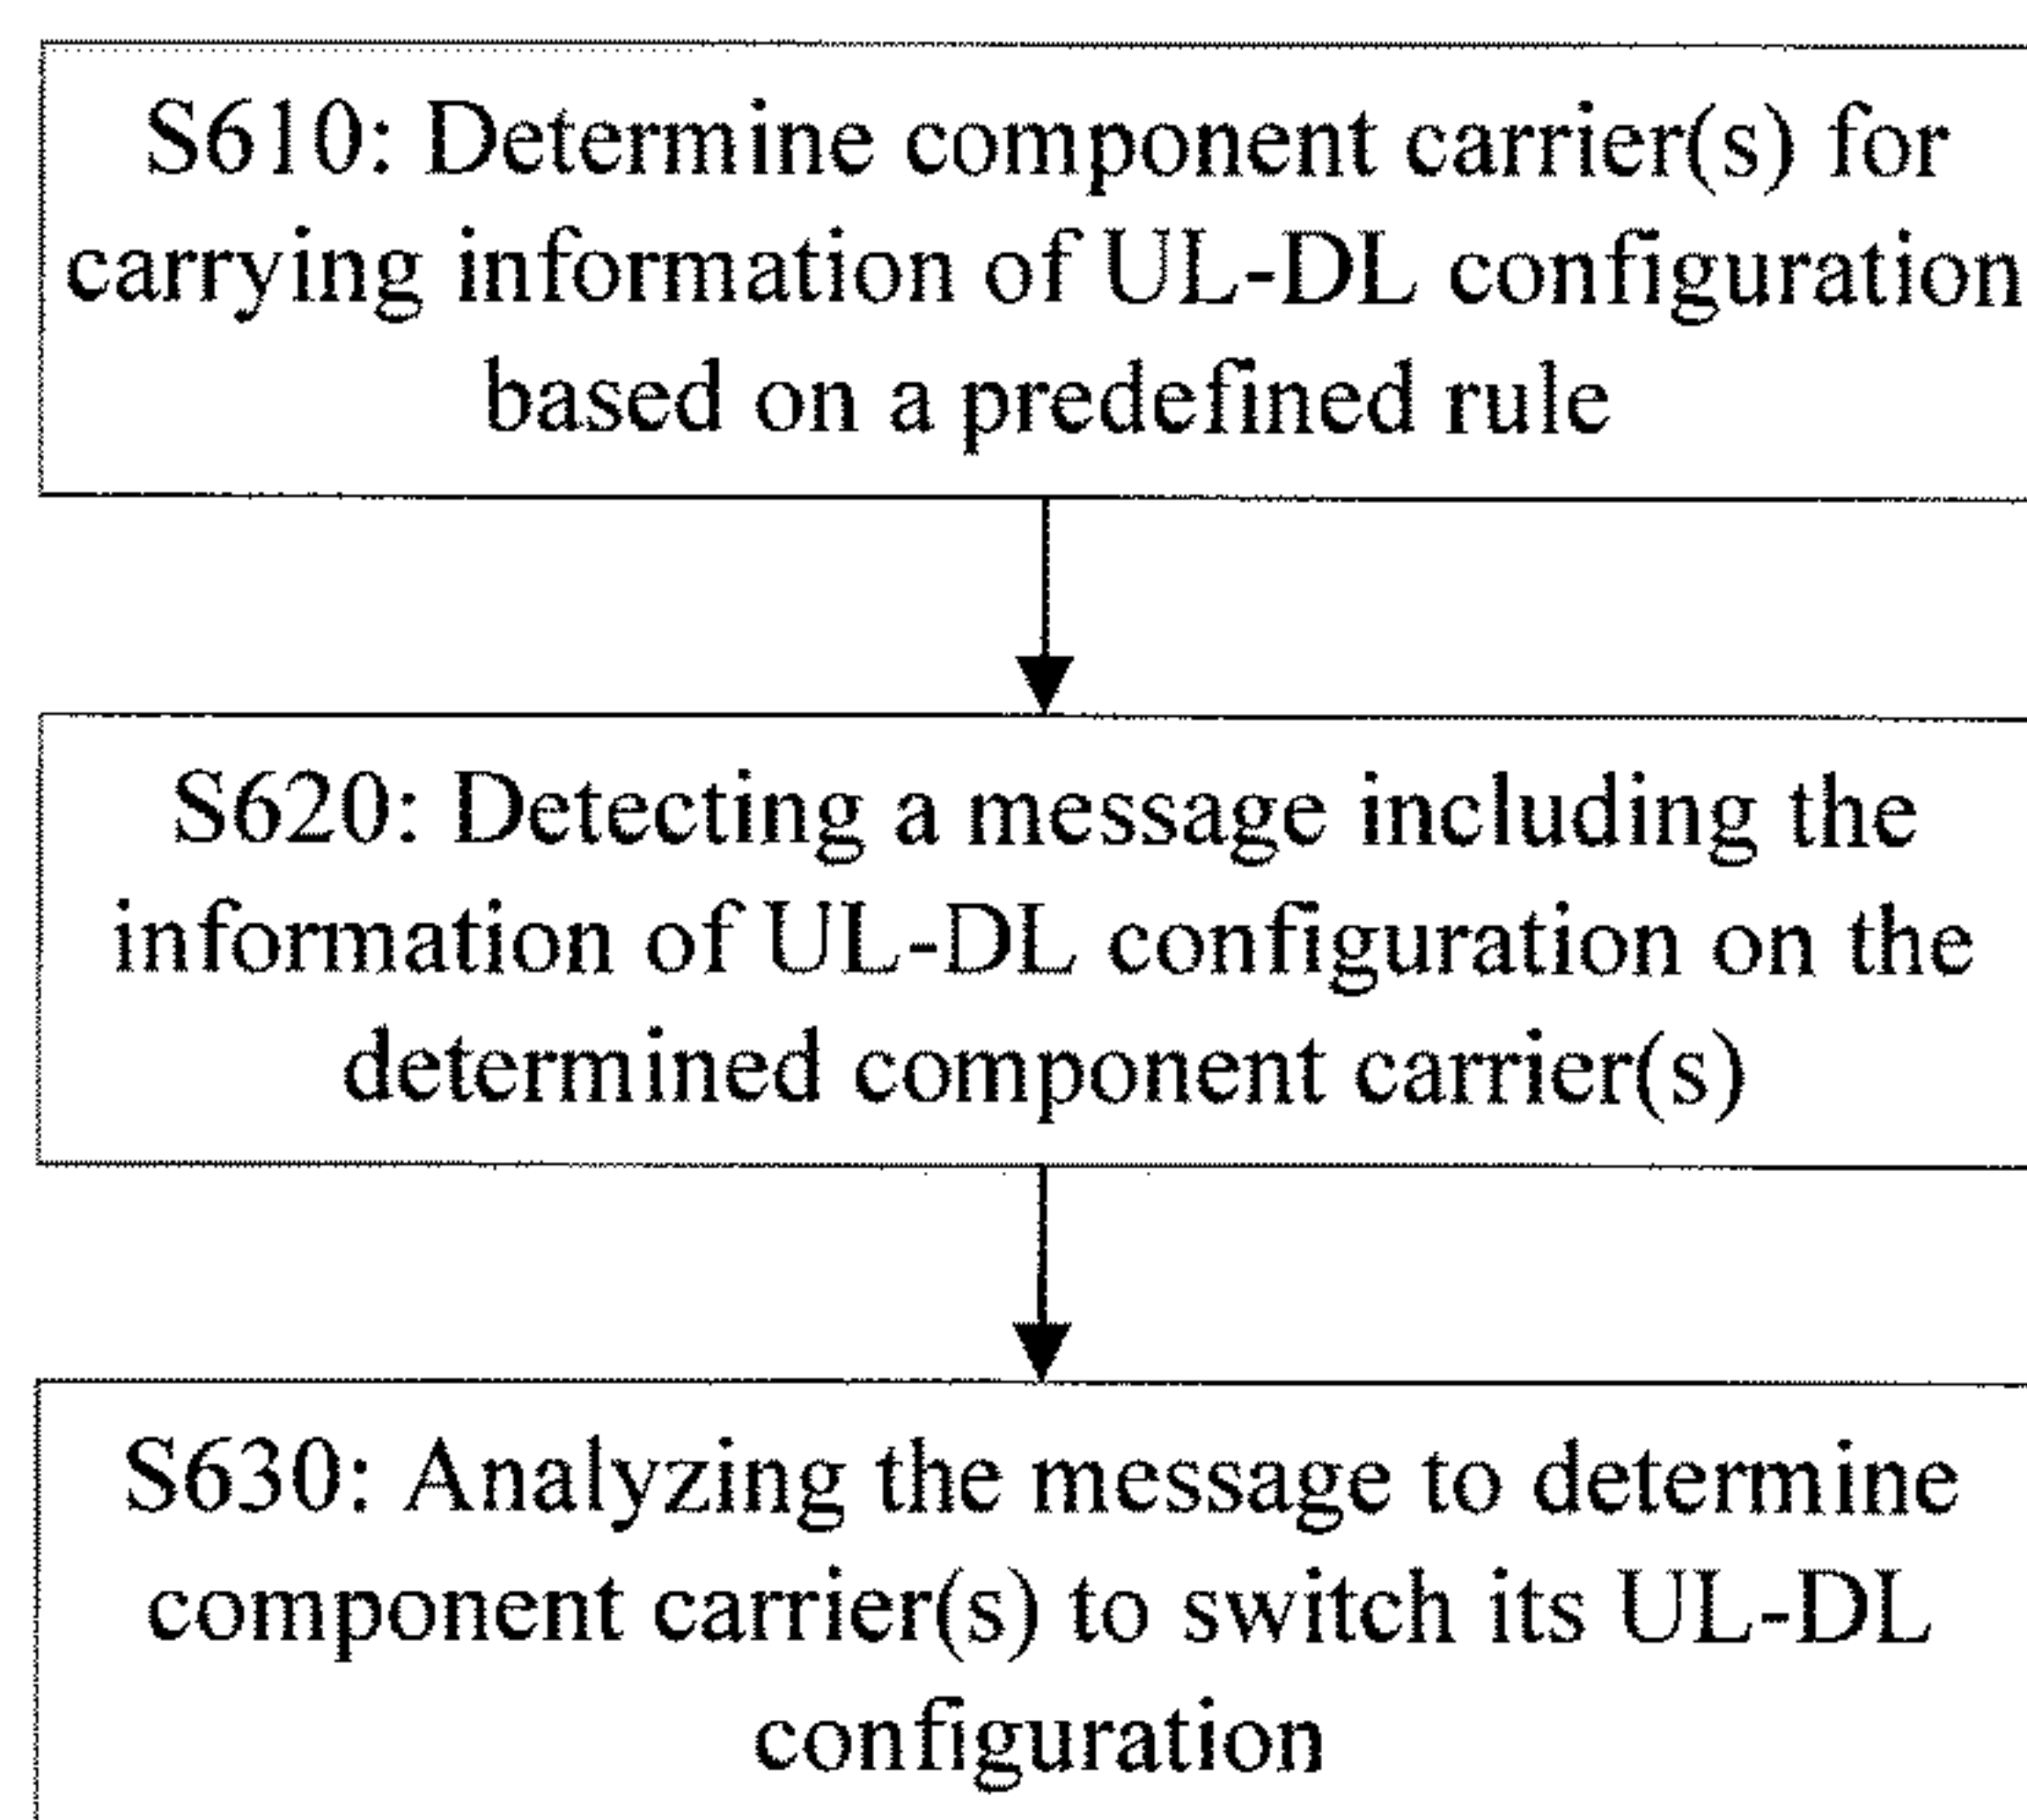 S610: Determine component carrier(s) for
carrying information of UL-DL configuration
based on a predefined rule
S620: Detecting a message including the
information of UL-DL configuration on the
determined component carrier(s)
S630: Analyzing the message to determine
component carrier(s) to switch its UL-DL
configuration